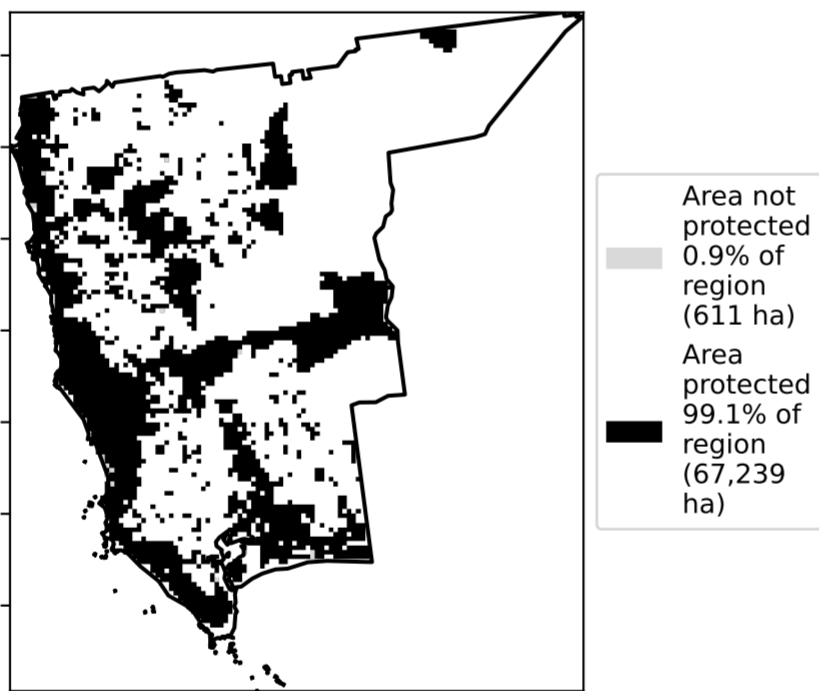 Area not
protected
0.9% of
region
(611 ha)
Area
protected
99.1% of
region
(67,239
ha)